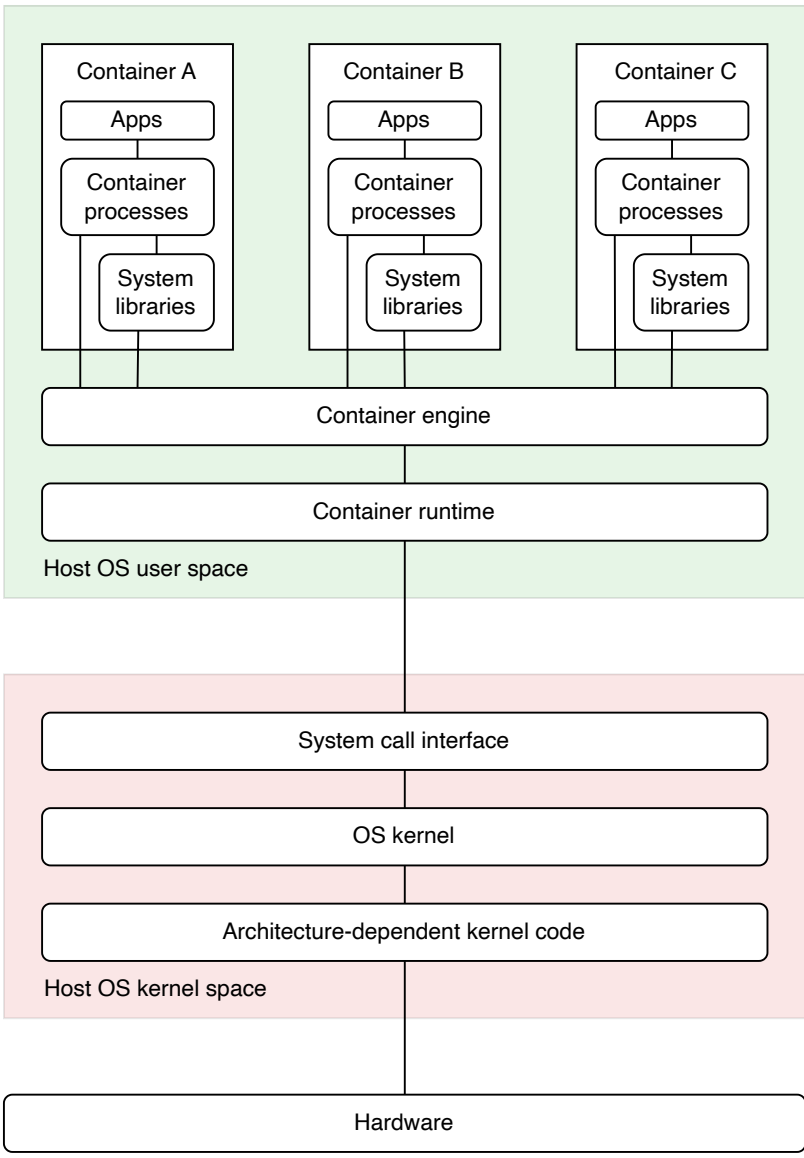 Container A
Container B
Container C
Apps
Apps
Apps
Container
processes
Container
processes
Container
processes
System
libraries
System
libraries
System
libraries
Container engine
Container runtime
Host OS user space
System call interface
OS kernel
Architecture-dependent kernel code
Host OS kernel space
Hardware